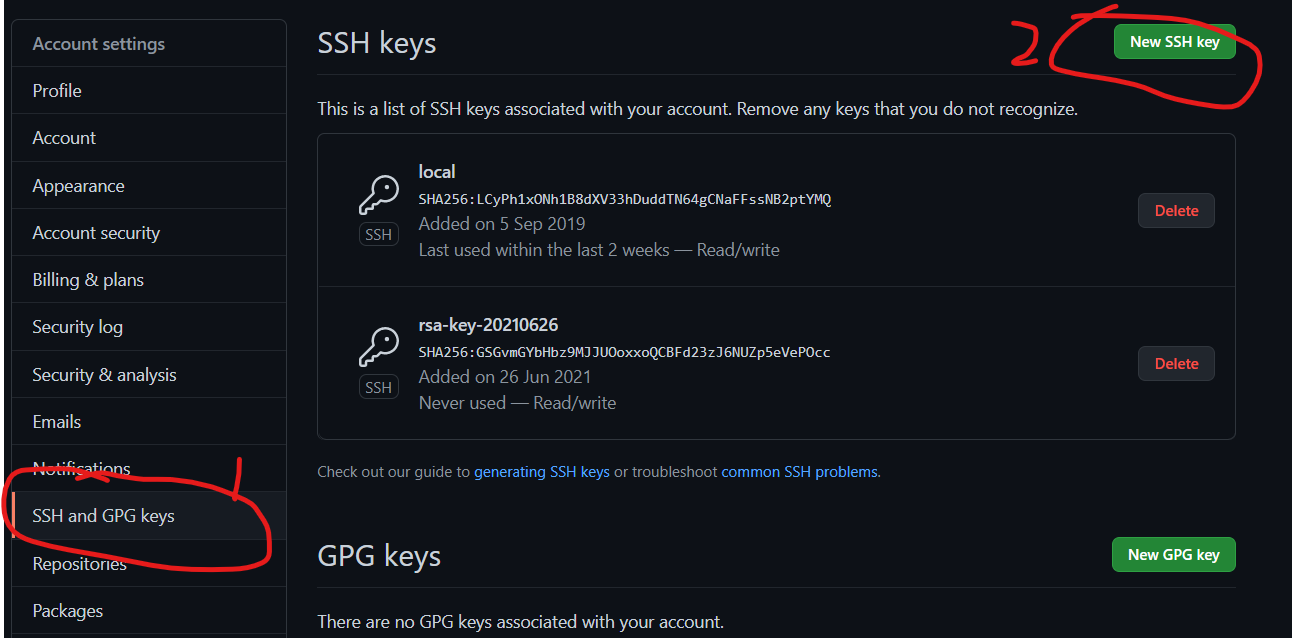 Account settings
Profile
Account
Appearance
Account security
Billing & plans
Security log
Security & analysis
Emails
Notifications
1
SSH and GPG keys
Repositories
Packages
SSH keys
2
New SSH key
This is a list of SSH keys associated with your account. Remove any keys that you do not recognize.
local
SHA256:LCyPh1xONh1B8dXV33hDuddTN64gCNaFFssNB2ptYMQ
Added on 5 Sep 2019
Last used within the last 2 weeks — Read/write
SSH
Delete
rsa-key-20210626
SHA256:GSGvmGYbHbz9MJJUOoxxoQCBFd23zJ6NUZp5eVePOcc
Added on 26 Jun 2021
Never used — Read/write
SSH
Delete
Check out our guide to generating SSH keys or troubleshoot common SSH problems.
GPG keys
New GPG key
There are no GPG keys associated with your account.